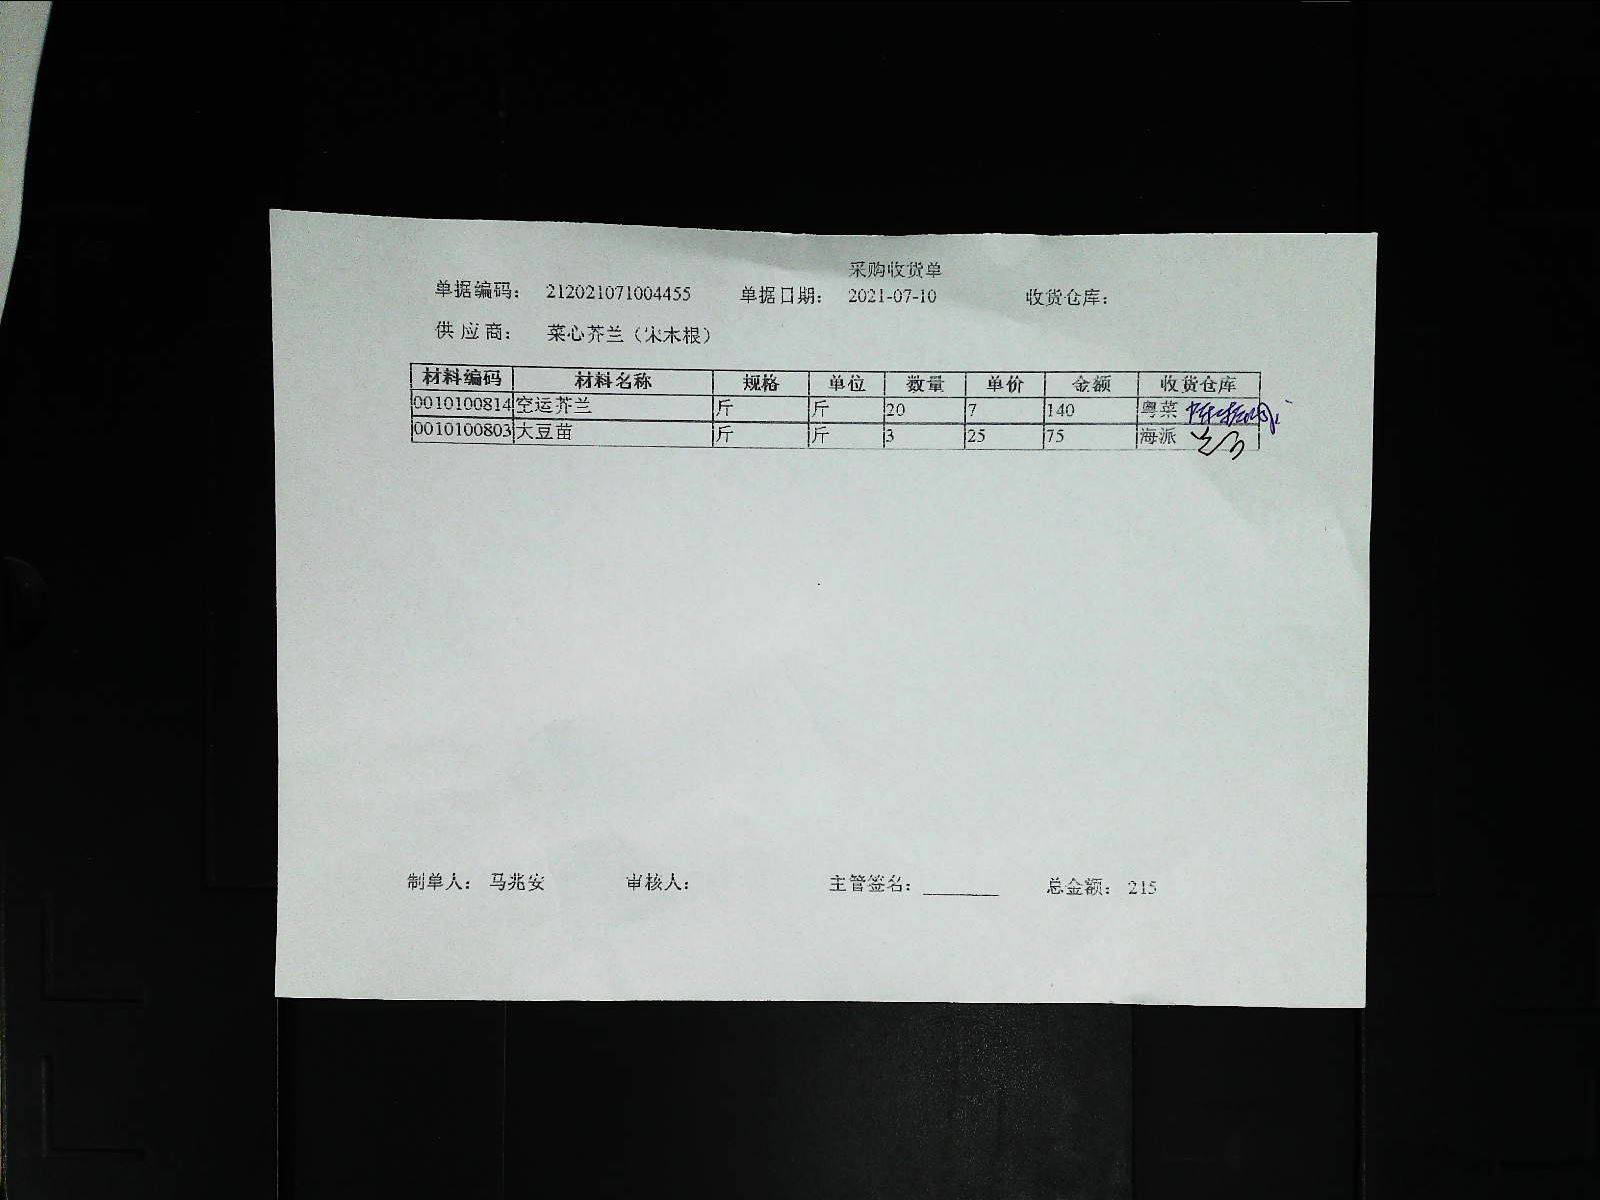 采购收货单
单据编码： 212021071004455 单据日期： 2021-07-10 收货仓库：
供 应 商： 菜心芥兰（宋木根）
材料编码 材料名称 规格 单位 数量 单价 金额 收货仓库
0010100814 空运芥兰 斤 斤 20 7 140 粤菜
0010100803 大豆苗 斤 斤 3 25 75 海派
制单人： 马兆安 审核人： 主管签名： ________ 总金额： 215